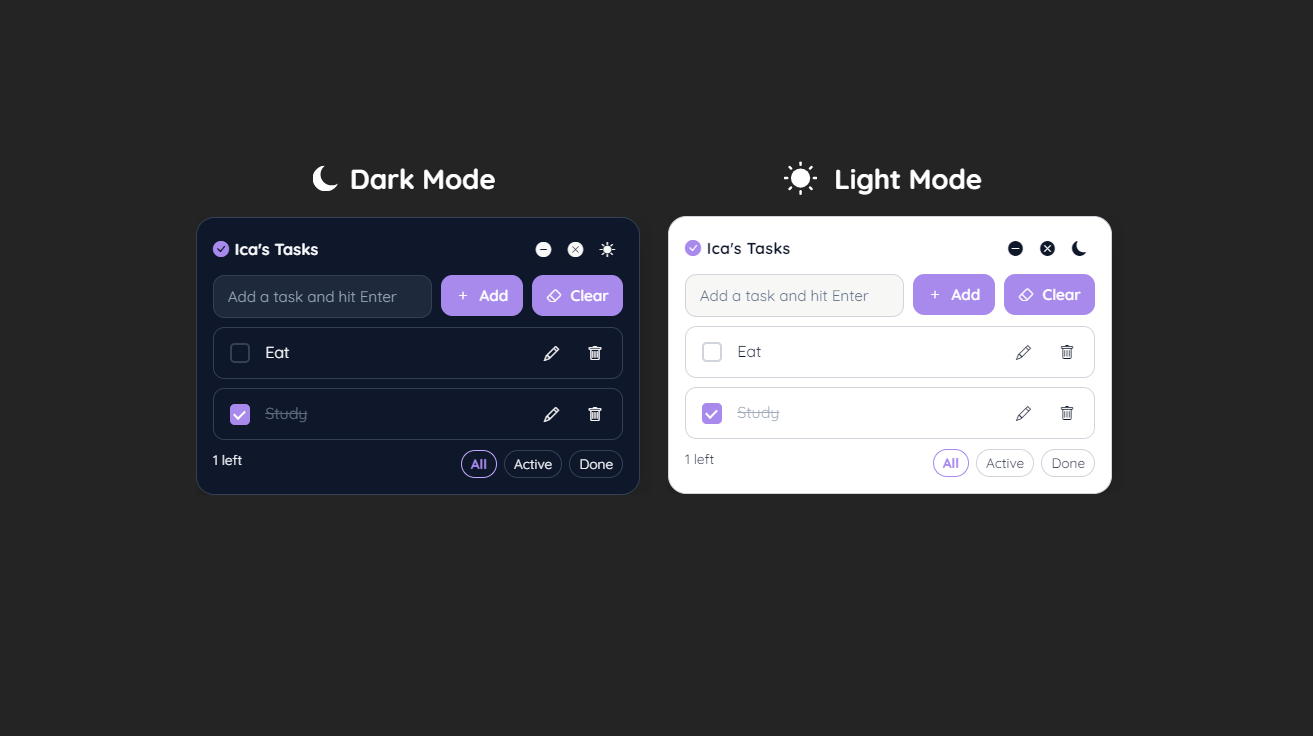 Dark Mode
Ica's Tasks
Add a task and hit Enter
+ Add
Clear
Eat
Study
1 left
All
Active
Done
Light Mode
Ica's Tasks
Add a task and hit Enter
+ Add
Clear
Eat
Study
1 left
All
Active
Done